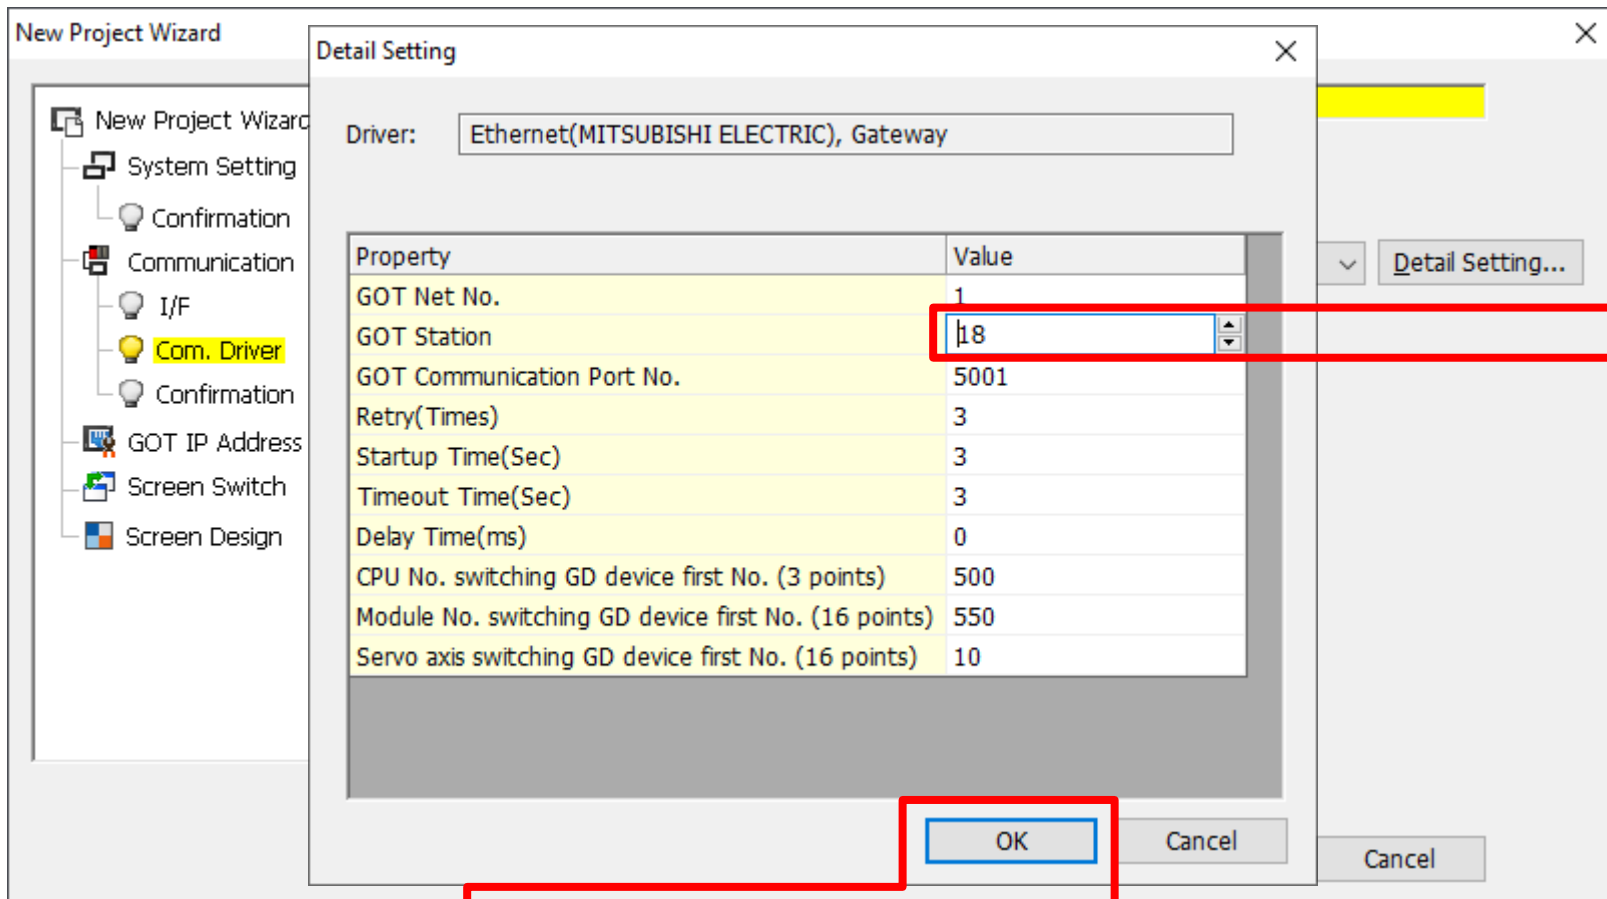 New Project Wizard
New Project Wizard
System Setting
Confirmation
Communication
I/F
Com. Driver
Confirmation
GOT IP Address
Screen Switch
Screen Design
Detail Setting
Driver: Ethernet(MITSUBISHI ELECTRIC), Gateway
Property Value
GOT Net No. 1
GOT Station 18
GOT Communication Port No. 5001
Retry(Times) 3
Startup Time(Sec) 3
Timeout Time(Sec) 3
Delay Time(ms) 0
CPU No. switching GD device first No. (3 points) 500
Module No. switching GD device first No. (16 points) 550
Servo axis switching GD device first No. (16 points) 10
OK Cancel
Detail Setting...
Cancel